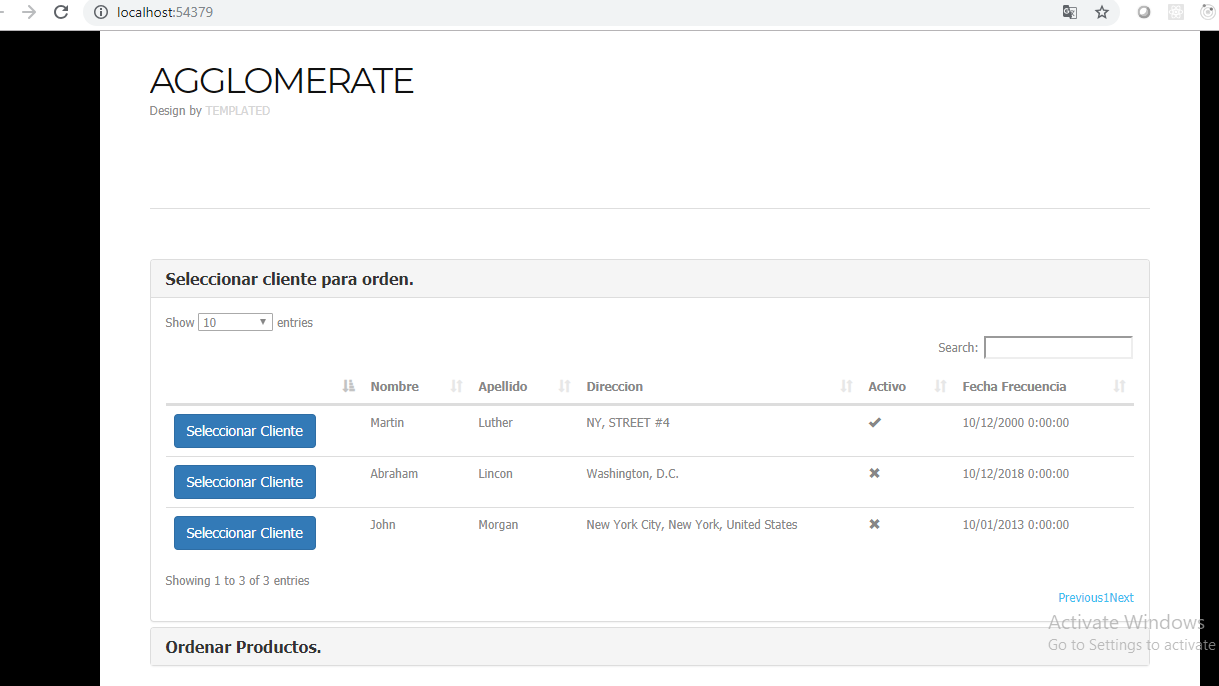 localhost:54379
AGGLOMERATE
Design by TEMPLATED
Seleccionar cliente para orden.
Show 10 entries
Search:
Nombre Apellido Direccion Activo Fecha Frecuencia
Seleccionar Cliente Martin Luther NY, STREET #4 10/12/2000 0:00:00
Seleccionar Cliente Abraham Lincon Washington, D.C. 10/12/2018 0:00:00
Seleccionar Cliente John Morgan New York City, New York, United States 10/01/2013 0:00:00
Showing 1 to 3 of 3 entries
Previous1Next
Activate Windows
Go to Settings to activate
Ordenar Productos.